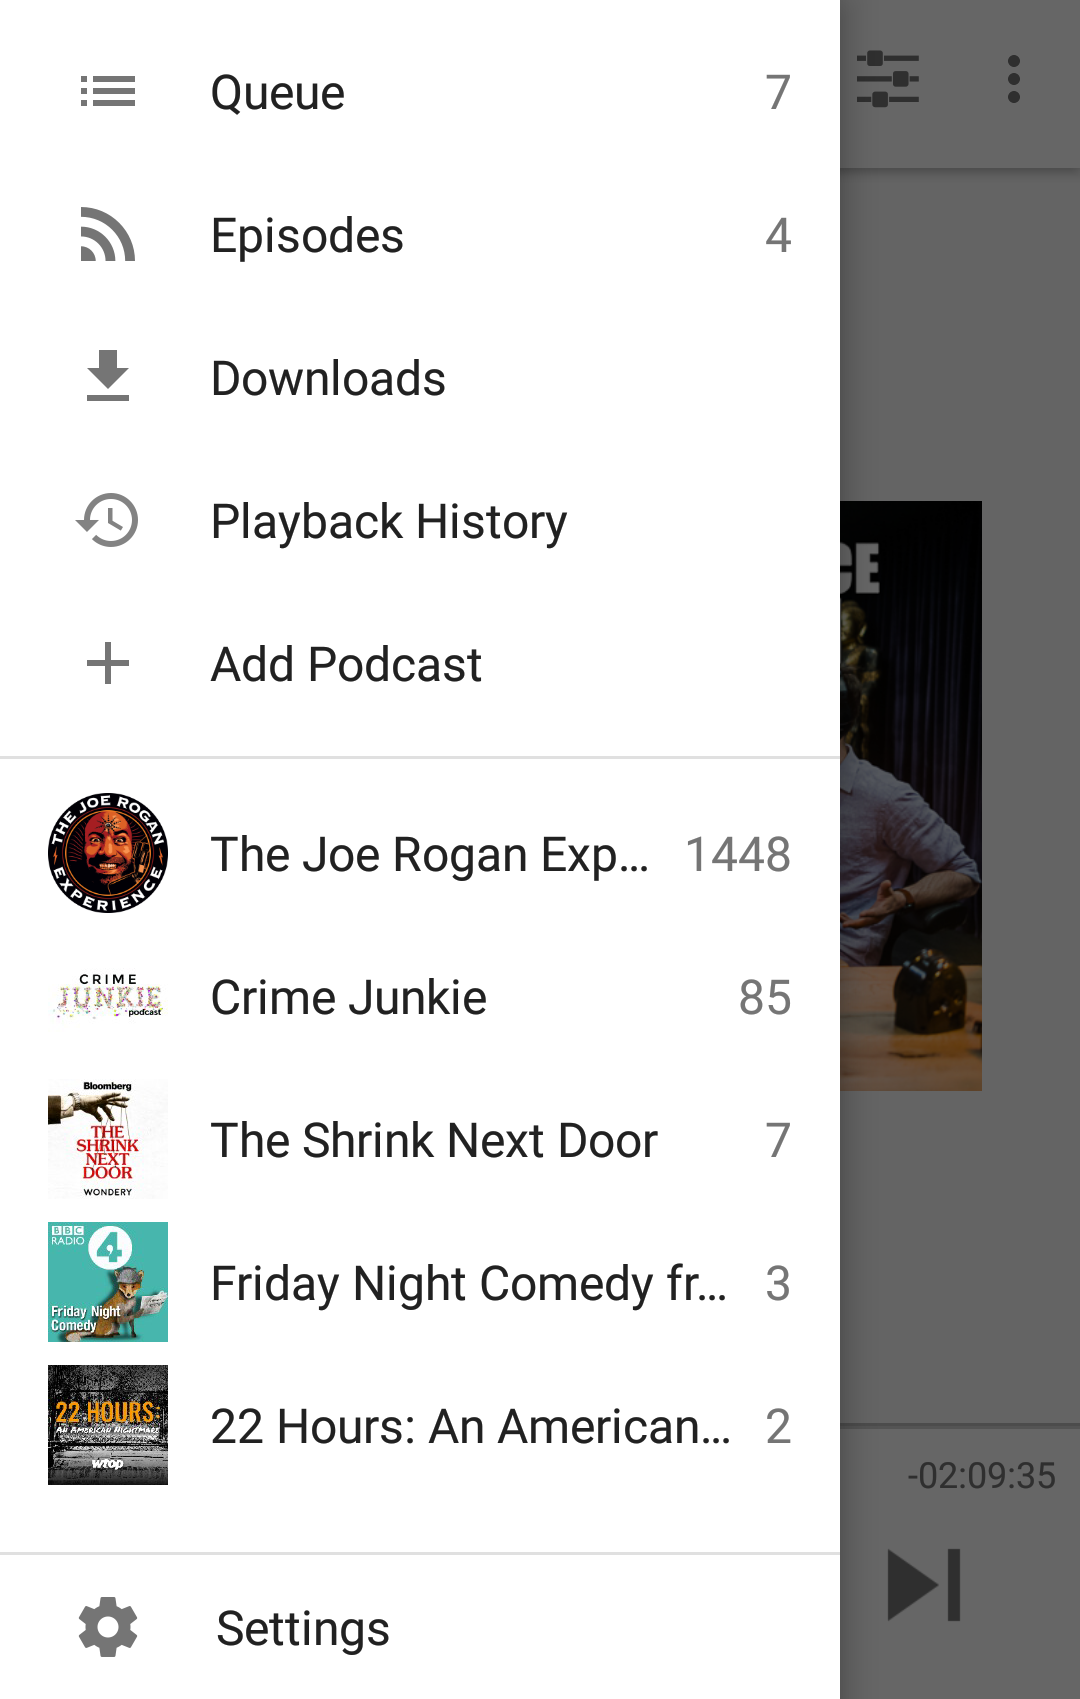 Queue 7
Episodes 4
Downloads
Playback History
Add Podcast
CE
THE JOE ROGAN EXPERIENCE
The Joe Rogan Exp... 1448
CRIME
JUNKIE
podcast
Crime Junkie 85
Bloomberg
THE
SHRINK
NEXT
DOOR
WONDERY
The Shrink Next Door 7
BBC
RADIO
4
Friday Night
Comedy
Friday Night Comedy fr... 3
22 HOURS:
AN AMERICAN NIGHTMARE
wtop
22 Hours: An American... 2
-02:09:35
Settings